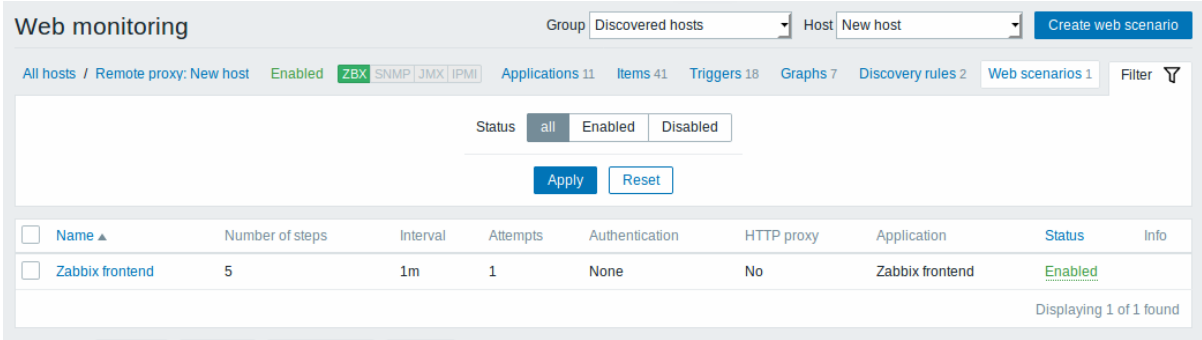 Web monitoring Group Discovered hosts Host New host Create web scenario
All hosts / Remote proxy: New host Enabled ZBX SNMP JMX IPMI Applications 11 Items 41 Triggers 18 Graphs 7 Discovery rules 2 Web scenarios 1 Filter
Status all Enabled Disabled
Apply Reset
Name Number of steps Interval Attempts Authentication HTTP proxy Application Status Info
Zabbix frontend 5 1m 1 None No Zabbix frontend Enabled
Displaying 1 of 1 found